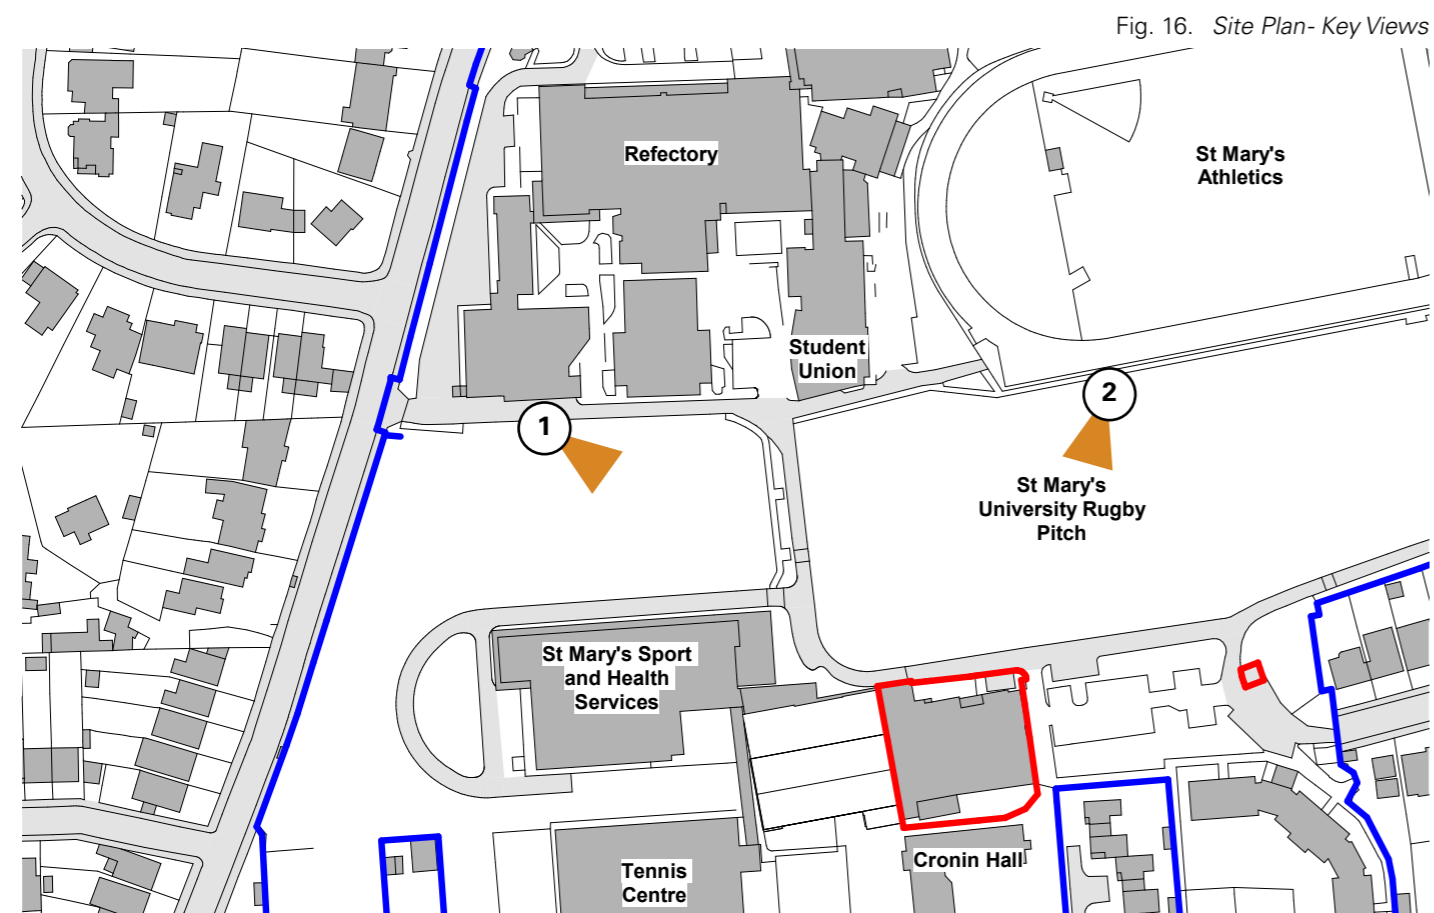 Fig. 16. Site Plan- Key Views
Refectory
St Mary's
Athletics
Student
Union
1
2
St Mary's
University Rugby
Pitch
St Mary's Sport
and Health
Services
Cronin Hall
Tennis
Centre